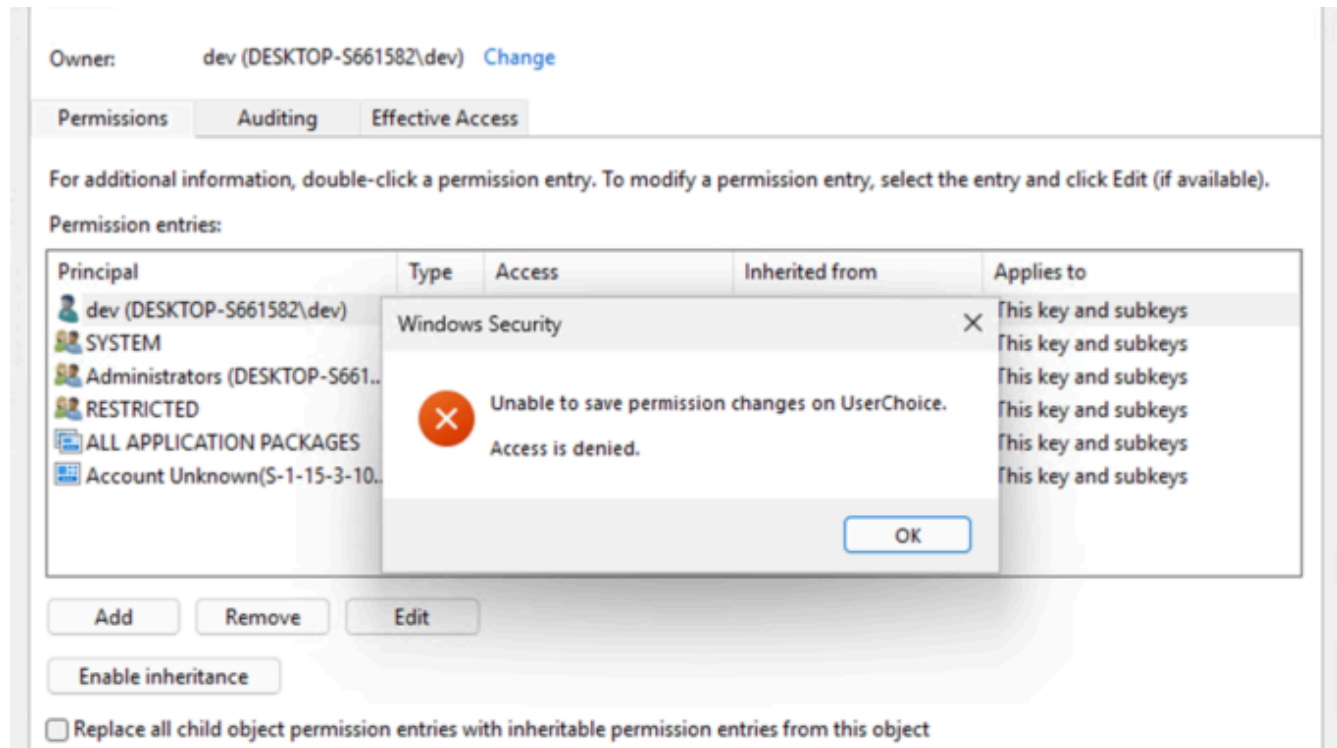 Owner: dev (DESKTOP-S661582\dev) Change
Permissions Auditing Effective Access
For additional information, double-click a permission entry. To modify a permission entry, select the entry and click Edit (if available).
Permission entries:
Principal Type Access Inherited from Applies to
dev (DESKTOP-S661582\dev) This key and subkeys
SYSTEM This key and subkeys
Administrators (DESKTOP-S661... This key and subkeys
RESTRICTED This key and subkeys
ALL APPLICATION PACKAGES This key and subkeys
Account Unknown(S-1-15-3-10... This key and subkeys
Windows Security
Unable to save permission changes on UserChoice.
Access is denied.
OK
Add Remove Edit
Enable inheritance
Replace all child object permission entries with inheritable permission entries from this object